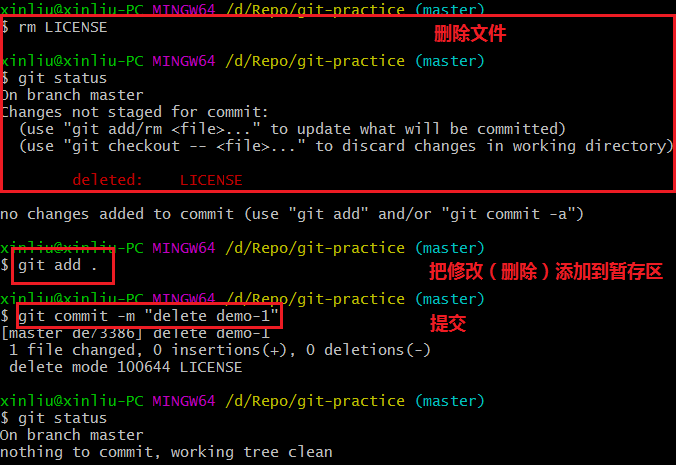 xinliu@xinliu-PC MINGW64 /d/Repo/git-practice (master)
$ rm LICENSE
删除文件
xinliu@xinliu-PC MINGW64 /d/Repo/git-practice (master)
$ git status
On branch master
Changes not staged for commit:
(use "git add/rm <file>..." to update what will be committed)
(use "git checkout -- <file>..." to discard changes in working directory)
deleted: LICENSE
no changes added to commit (use "git add" and/or "git commit -a")
xinliu@xinliu-PC MINGW64 /d/Repo/git-practice (master)
$ git add .
把修改（删除）添加到暂存区
xinliu@xinliu-PC MINGW64 /d/Repo/git-practice (master)
$ git commit -m "delete demo-1"
提交
[master de73386] delete demo-1
1 file changed, 0 insertions(+), 0 deletions(-)
delete mode 100644 LICENSE
xinliu@xinliu-PC MINGW64 /d/Repo/git-practice (master)
$ git status
On branch master
nothing to commit, working tree clean